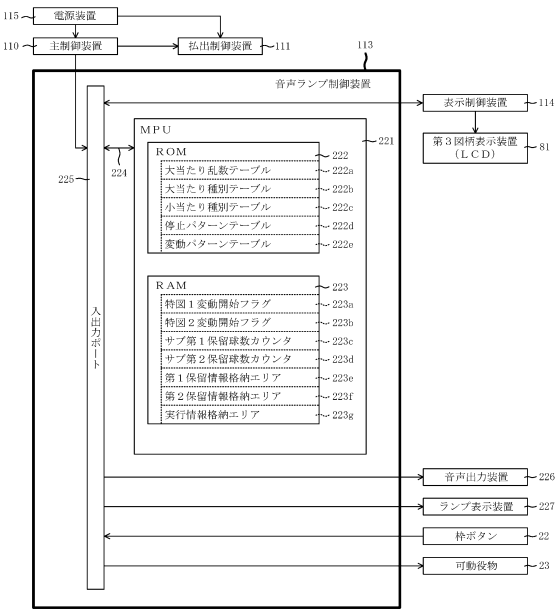 115
電源装置
110
主制御装置
払出制御装置
111
113
音声ランプ制御装置
表示制御装置
114
第3図柄表示装置
(LCD)
81
MPU
221
224
225
入出力ポート
ROM
222
大当たり乱数テーブル
222a
大当たり種別テーブル
222b
小当たり種別テーブル
222c
停止パターンテーブル
222d
変動パターンテーブル
222e
RAM
223
特図1変動開始フラグ
223a
特図2変動開始フラグ
223b
サブ第1保留球数カウンタ
223c
サブ第2保留球数カウンタ
223d
第1保留情報格納エリア
223e
第2保留情報格納エリア
223f
実行情報格納エリア
223g
音声出力装置
226
ランプ表示装置
227
枠ボタン
22
可動役物
23